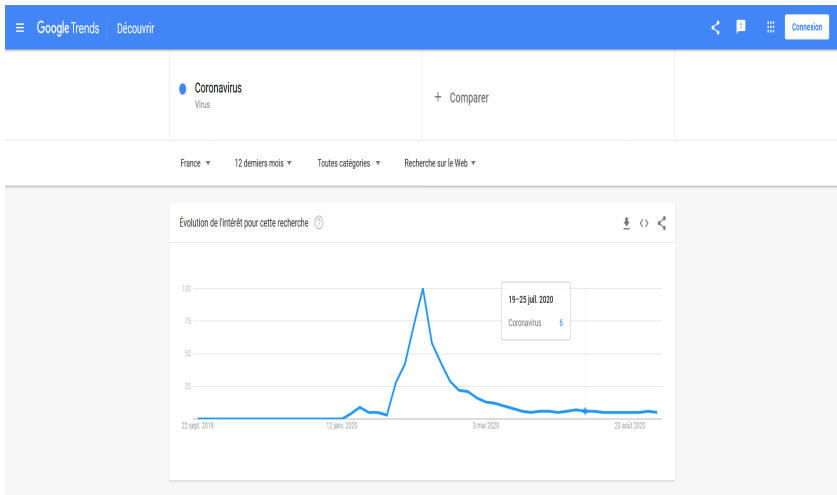 Google Trends Découvrir Connexion
Coronavirus
Virus
+ Comparer
France 12 derniers mois Toutes catégories Recherche sur le Web
Évolution de l'intérêt pour cette recherche ?
100
75
50
25
19–25 juil. 2020
Coronavirus 6
22 sept. 2019 12 janv. 2020 3 mai 2020 23 août 2020